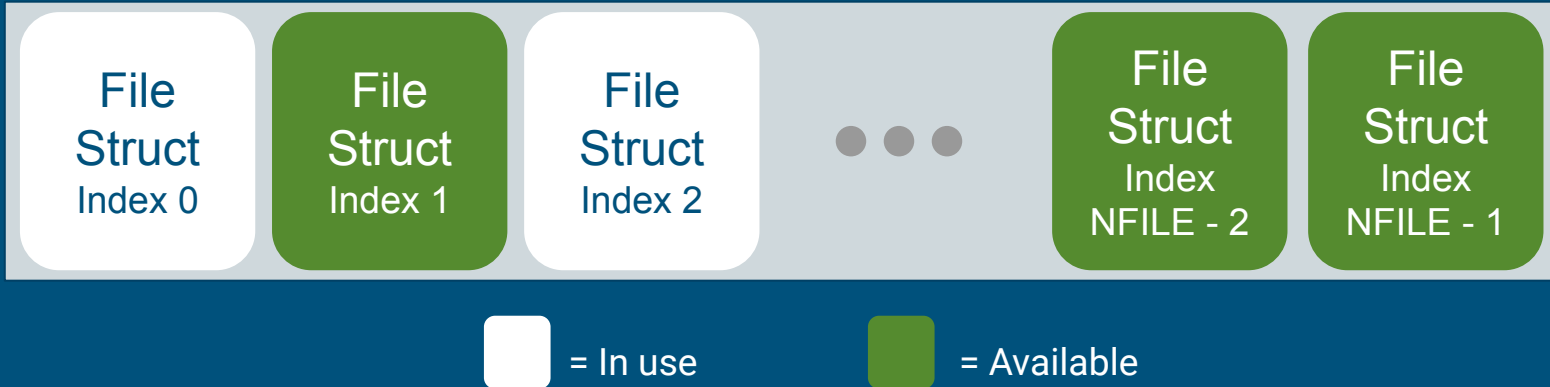 File
Struct
Index 0
File
Struct
Index 1
File
Struct
Index 2
File
Struct
Index
NFILE - 2
File
Struct
Index
NFILE - 1
= In use
= Available